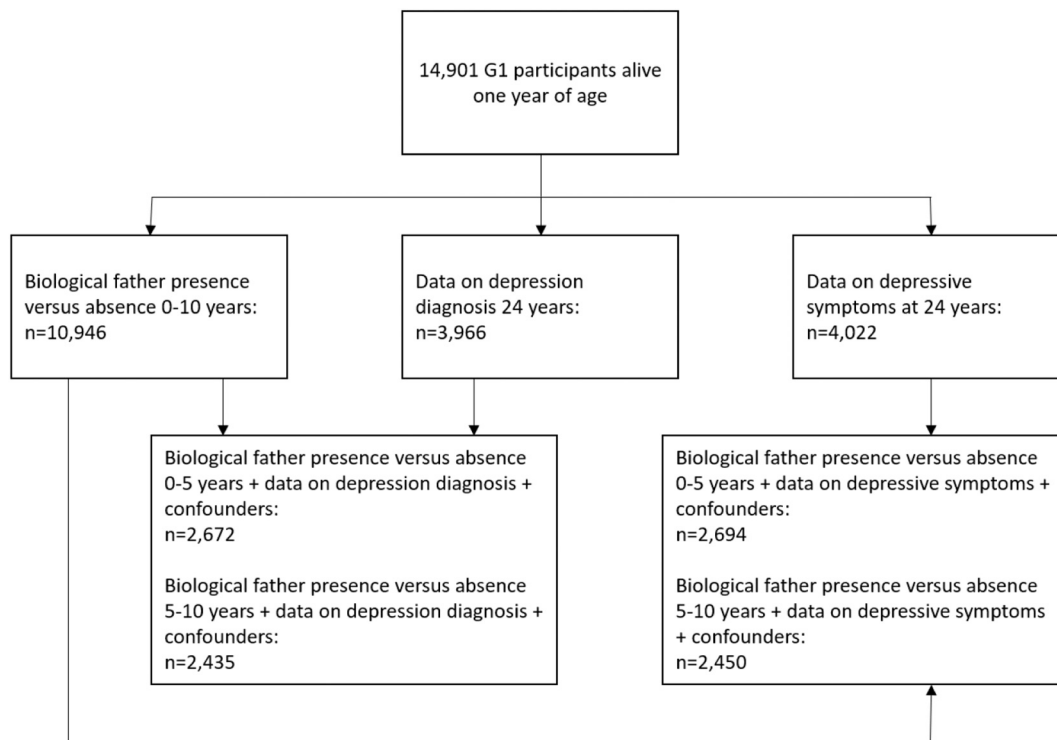 14,901 G1 participants alive
one year of age
Biological father presence
versus absence 0-10 years:
n=10,946
Data on depression
diagnosis 24 years:
n=3,966
Data on depressive
symptoms at 24 years:
n=4,022
Biological father presence versus absence
0-5 years + data on depression diagnosis +
confounders:
n=2,672
Biological father presence versus absence
5-10 years + data on depression diagnosis +
confounders:
n=2,435
Biological father presence versus absence
0-5 years + data on depressive symptoms +
confounders:
n=2,694
Biological father presence versus absence
5-10 years + data on depressive symptoms
+ confounders:
n=2,450